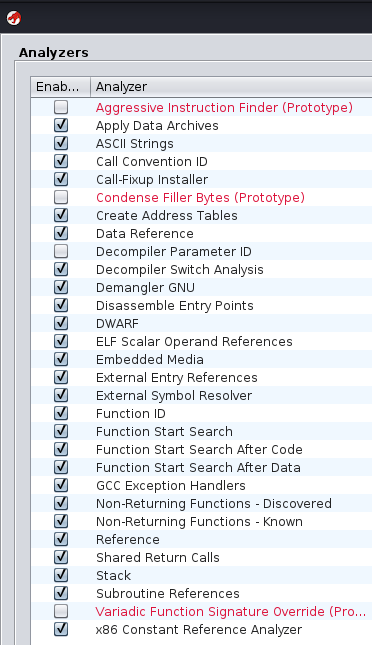 Analyzers
Enab... Analyzer
Aggressive Instruction Finder (Prototype)
Apply Data Archives
ASCII Strings
Call Convention ID
Call-Fixup Installer
Condense Filler Bytes (Prototype)
Create Address Tables
Data Reference
Decompiler Parameter ID
Decompiler Switch Analysis
Demangler GNU
Disassemble Entry Points
DWARF
ELF Scalar Operand References
Embedded Media
External Entry References
External Symbol Resolver
Function ID
Function Start Search
Function Start Search After Code
Function Start Search After Data
GCC Exception Handlers
Non-Returning Functions - Discovered
Non-Returning Functions - Known
Reference
Shared Return Calls
Stack
Subroutine References
Variadic Function Signature Override (Pro...
x86 Constant Reference Analyzer